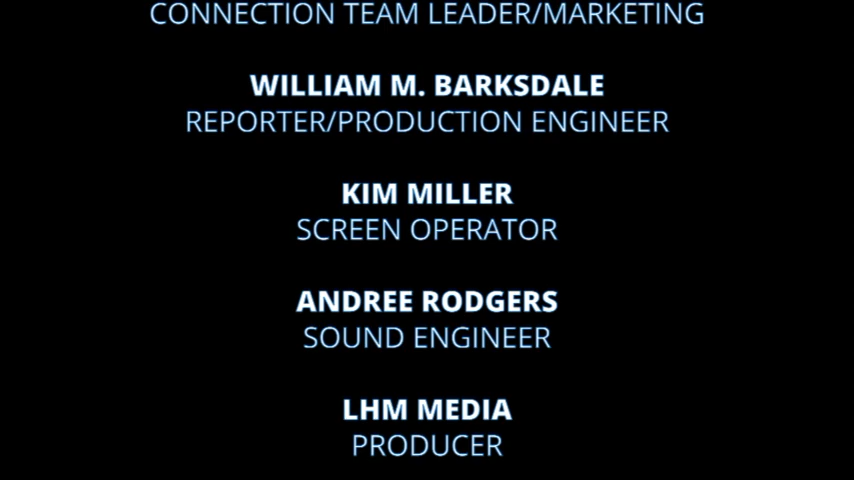 CONNECTION TEAM LEADER/MARKETING
WILLIAM M. BARKSDALE
REPORTER/PRODUCTION ENGINEER
KIM MILLER
SCREEN OPERATOR
ANDREE RODGERS
SOUND ENGINEER
LHM MEDIA
PRODUCER